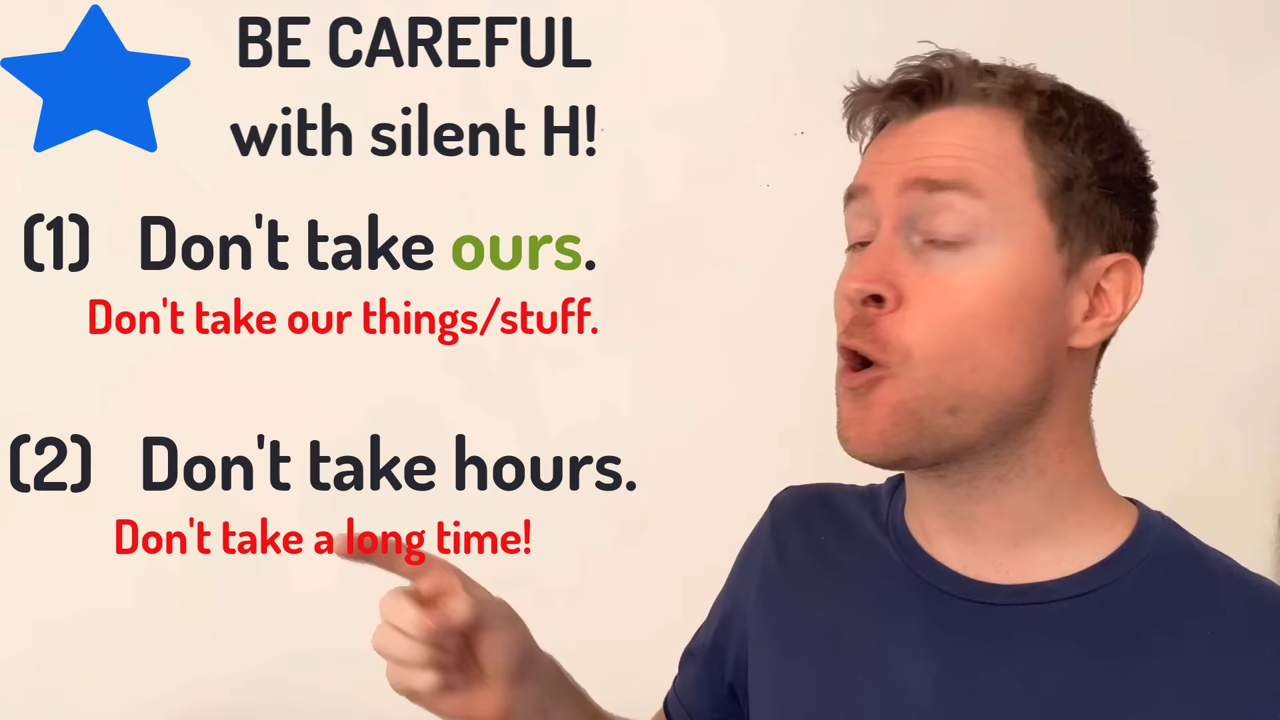 BE CAREFUL
with silent H!
(1) Don't take ours.
Don't take our things/stuff.
(2) Don't take hours.
Don't take a long time!